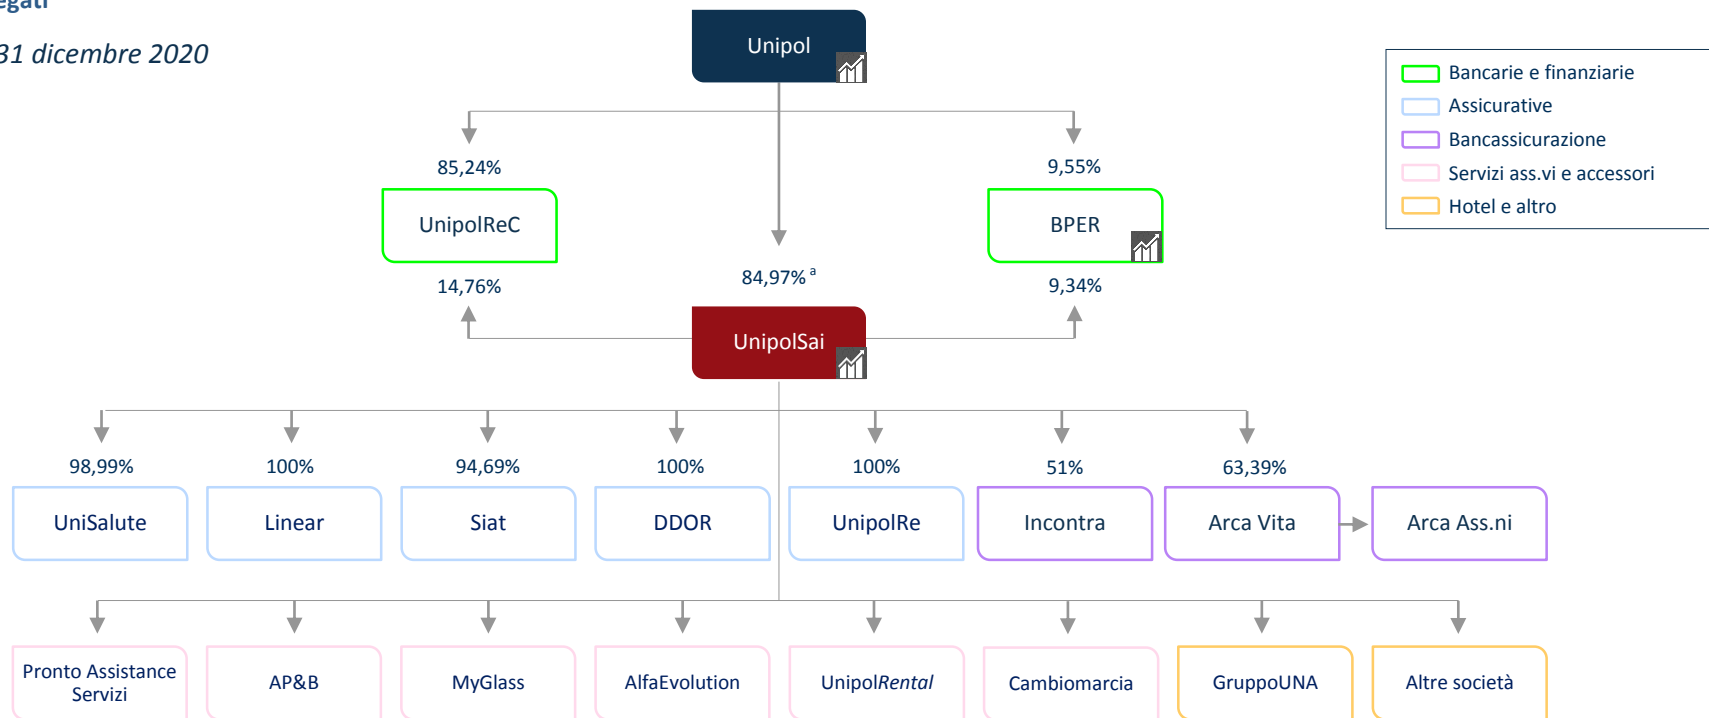 31 dicembre 2020
Unipol
Bancarie e finanziarie
Assicurative
Bancassicurazione
Servizi ass.vi e accessori
Hotel e altro
85,24%
9,55%
UnipolReC
BPER
14,76%
84,97% a
9,34%
UnipolSai
98,99%
100%
94,69%
100%
100%
51%
63,39%
UniSalute
Linear
Siat
DDOR
UnipolRe
Incontra
Arca Vita
Arca Ass.ni
Pronto Assistance
Servizi
AP&B
MyGlass
AlfaEvolution
UnipolRental
Cambiomarcia
GruppoUNA
Altre società